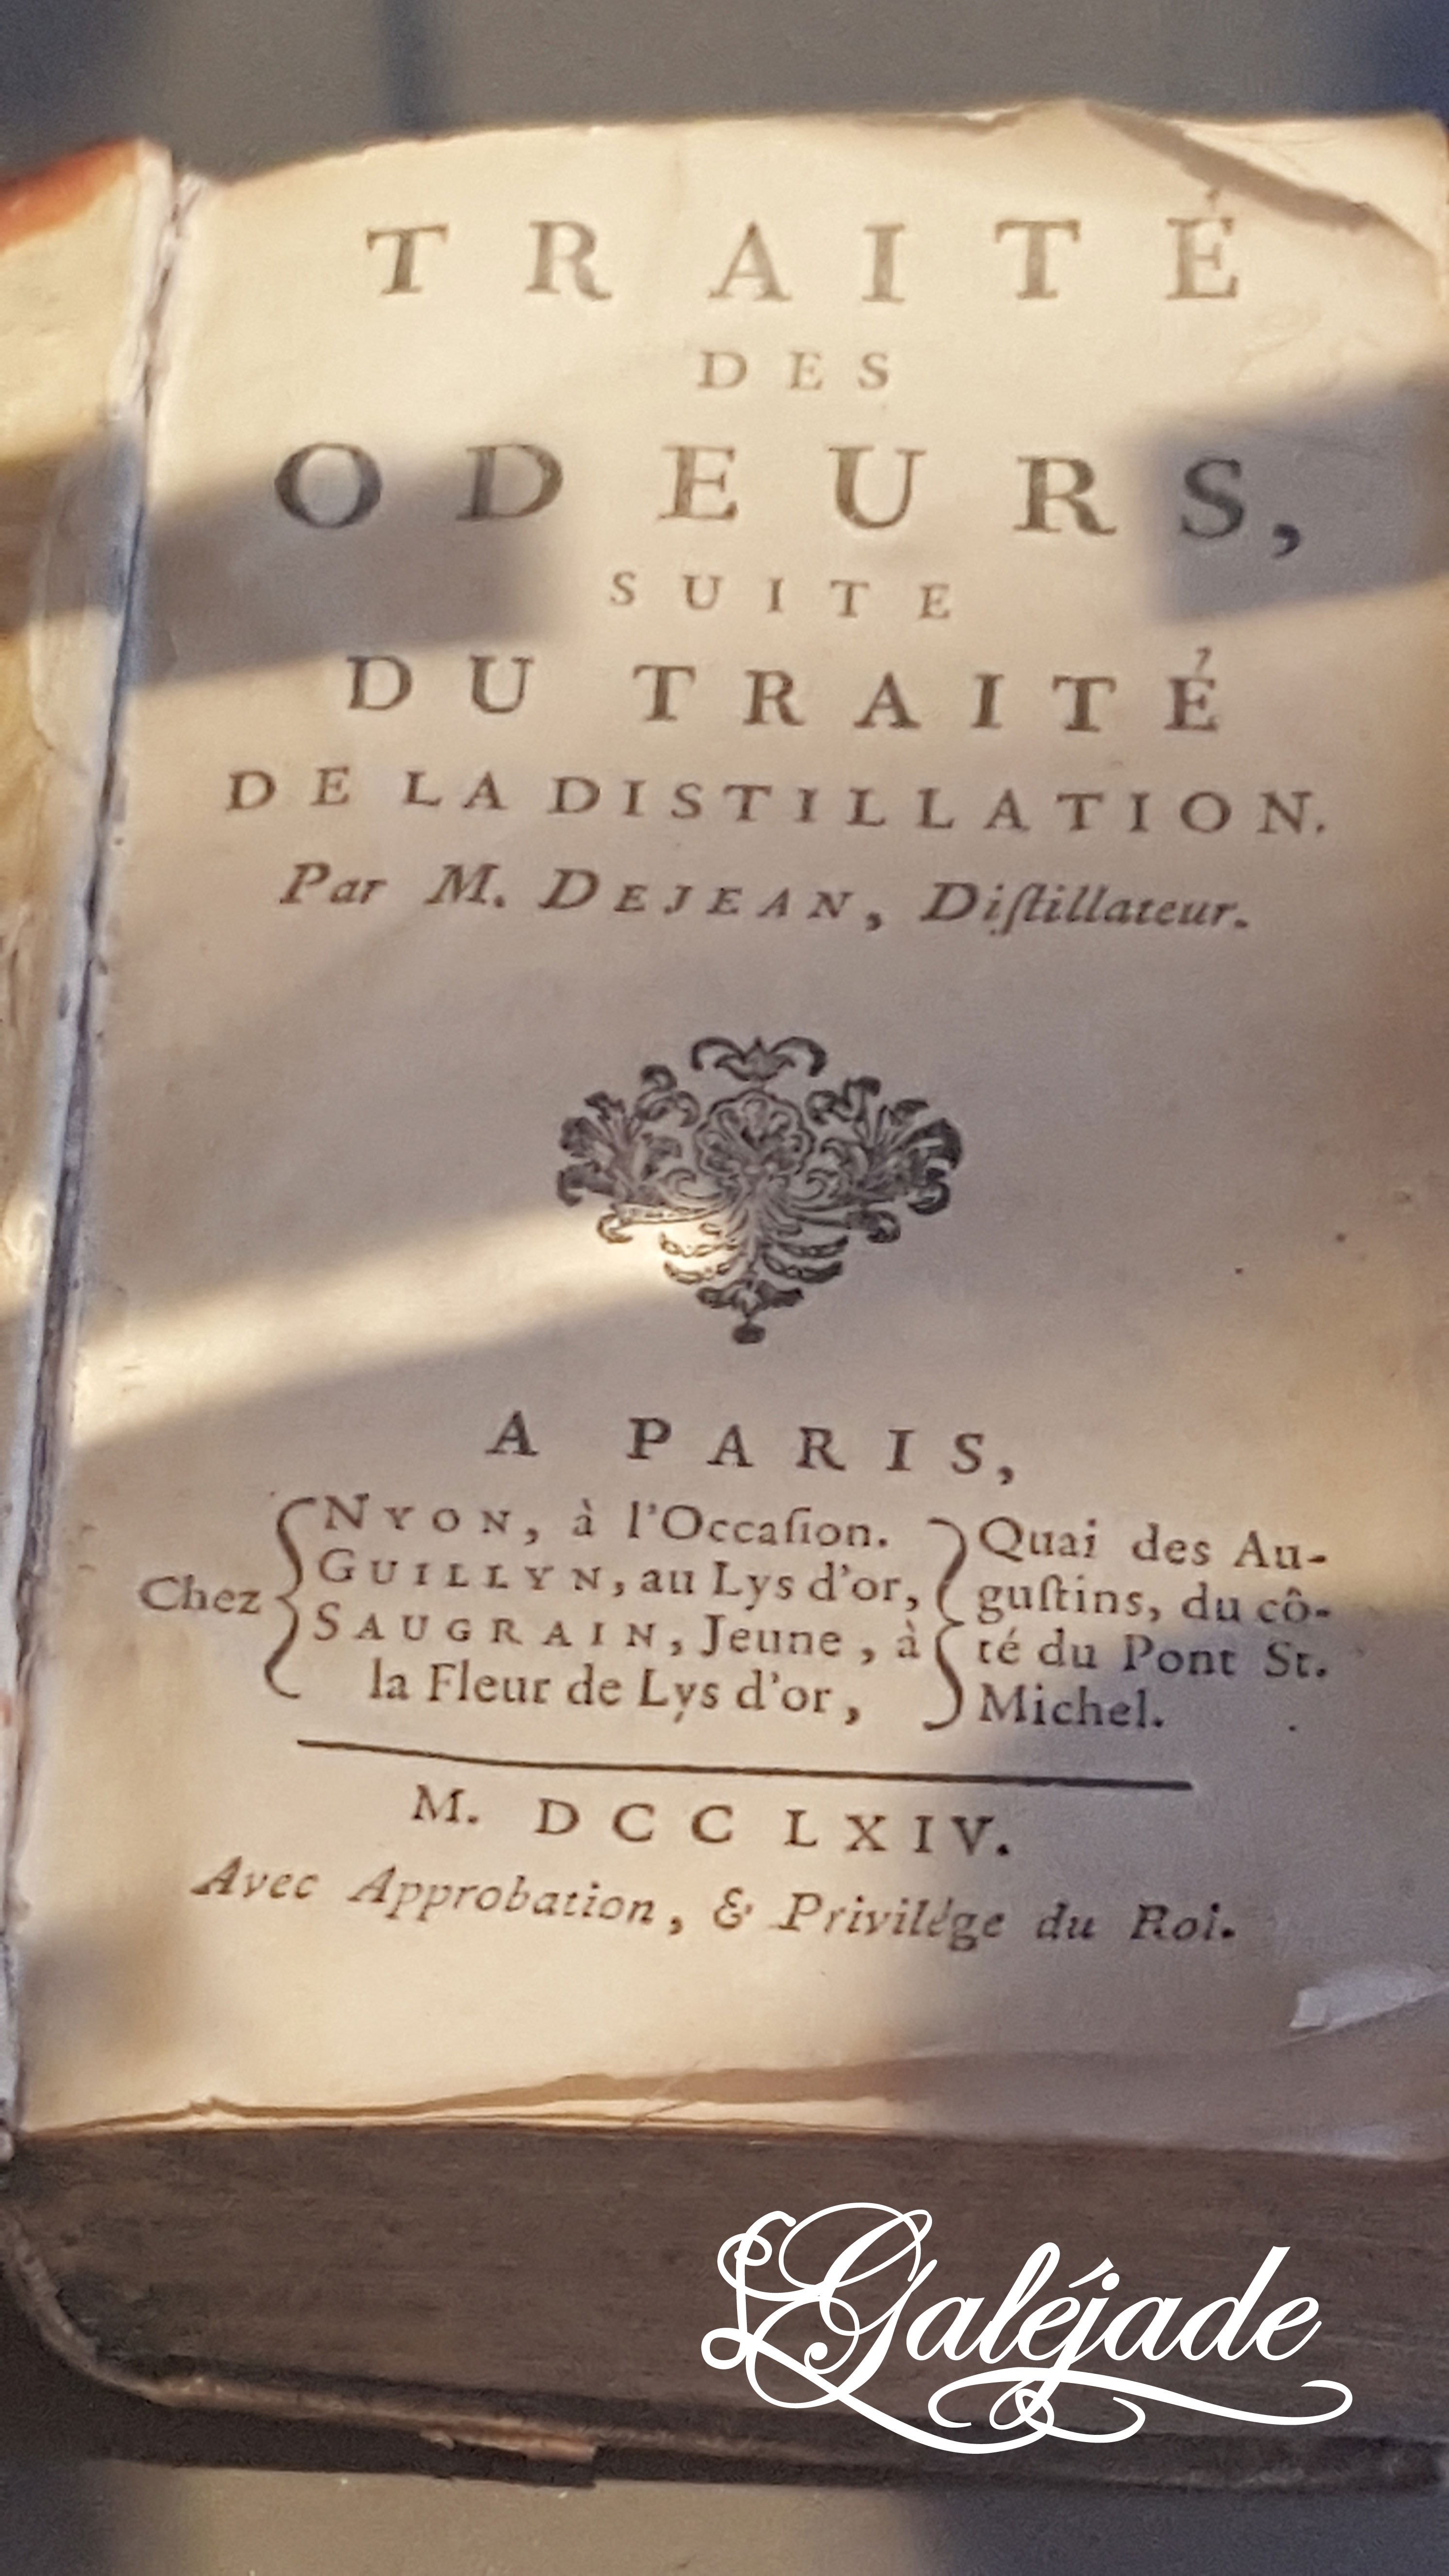 TRAITÉ
DES
ODEURS,
SUITE
DU TRAITÉ
DE LA DISTILLATION.
Par M. DEJEAN, Diſtillateur.
A PARIS,
Chez
NYON, à l'Occaſion.
GUILLYN, au Lys d'or,
SAUGRAIN, Jeune, à
la Fleur de Lys d'or,
Quai des Au-
guſtins, du cô-
té du Pont St.
Michel.
M. DCC LXIV.
Avec Approbation, & Privilége du Roi.
Galéjade